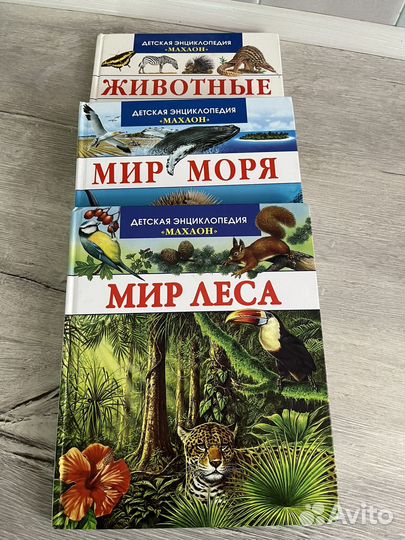 ДЕТСКАЯ ЭНЦИКЛОПЕДИЯ
«МАХАОН»
ЖИВОТНЫЕ
ДЕТСКАЯ ЭНЦИКЛОПЕДИЯ
«МАХАОН»
МИР МОРЯ
ДЕТСКАЯ ЭНЦИКЛОПЕДИЯ
«МАХАОН»
МИР ЛЕСА
Avito